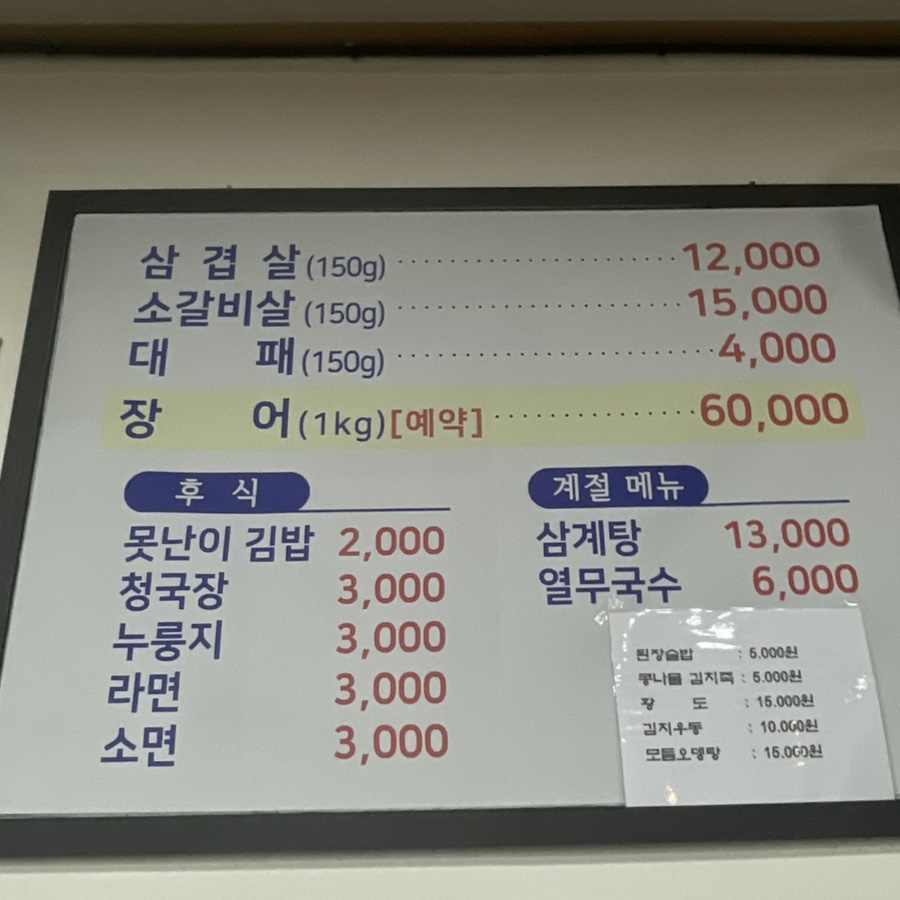 삼 겹 살(150g) ························ 12,000
소갈비살(150g) ························ 15,000
대 패(150g) ························ 4,000
장 어(1kg)[예약] ················ 60,000
후 식
못난이 김밥 2,000
청국장 3,000
누룽지 3,000
라면 3,000
소면 3,000
계절 메뉴
삼계탕 13,000
열무국수 6,000
된장술밥 : 5.000원
콩나물 김치죽 : 5.000원
황 도 : 15.000원
김치우동 : 10.000원
모듬오뎅탕 : 15.000원